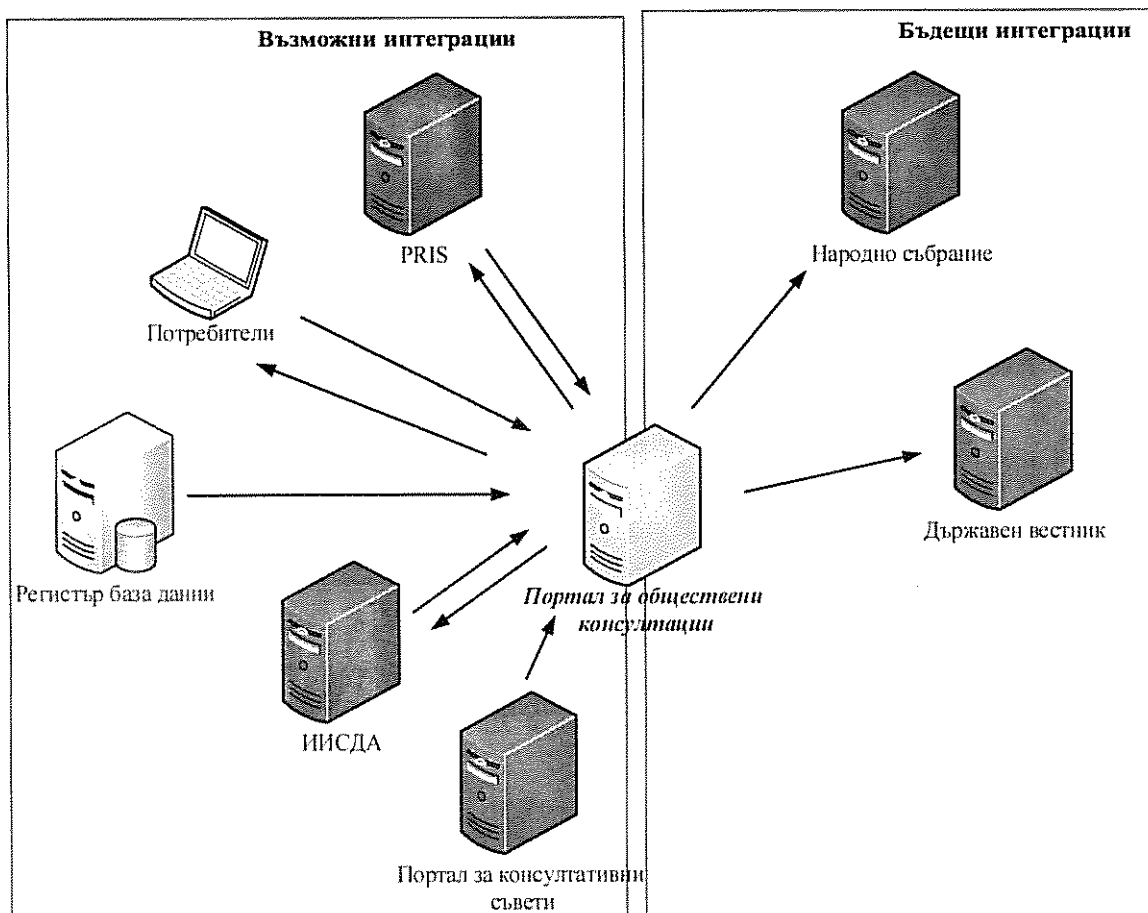 Възможни интеграции
Бъдещи интеграции
PRIS
Народно събрание
Потребители
Държавен вестник
Регистър база данни
Портал за обществени
консултации
ИИСДА
Портал за консултативни
съвети